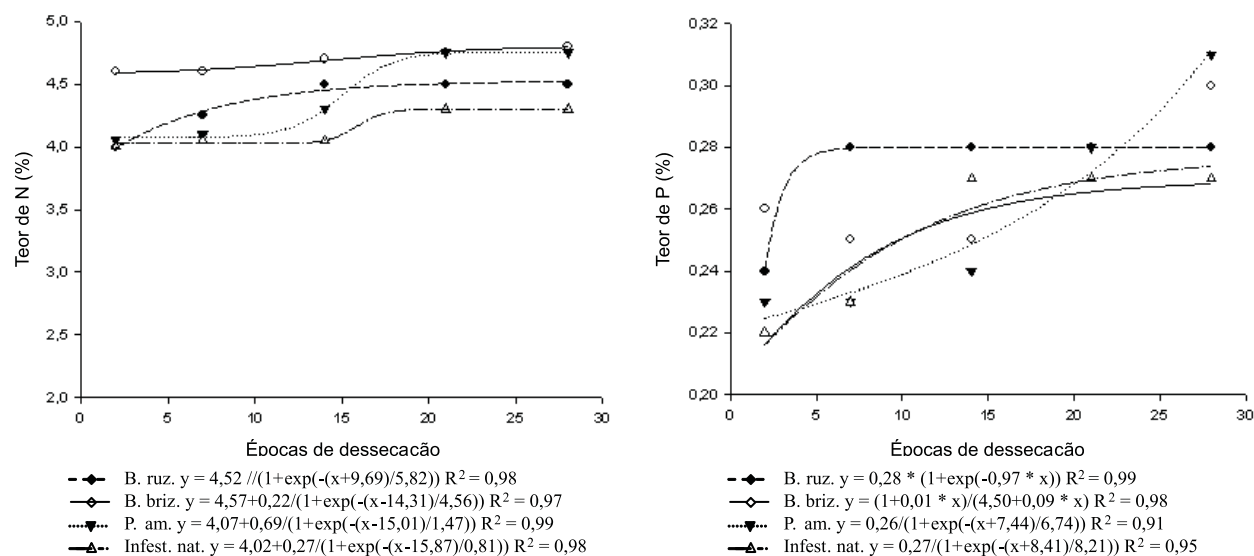 5,0
4,5
4,0
3,5
3,0
2,5
2,0
Teor de N (%)
0 5 10 15 20 25 30
Épocas de dessecação
B. ruz. y = 4,52 //(1+exp(-(x+9,69)/5,82)) R² = 0,98
B. briz. y = 4,57+0,22/(1+exp(-(x-14,31)/4,56)) R² = 0,97
P. am. y = 4,07+0,69/(1+exp(-(x-15,01)/1,47)) R² = 0,99
Infest. nat. y = 4,02+0,27/(1+exp(-(x-15,87)/0,81)) R² = 0,98
0,32
0,30
0,28
0,26
0,24
0,22
0,20
Teor de P (%)
0 5 10 15 20 25 30
Épocas de dessecação
B. ruz. y = 0,28 * (1+exp(-0,97 * x)) R² = 0,99
B. briz. y = (1+0,01 * x)/(4,50+0,09 * x) R² = 0,98
P. am. y = 0,26/(1+exp(-(x+7,44)/6,74)) R² = 0,91
Infest. nat. y = 0,27/(1+exp(-(x+8,41)/8,21)) R² = 0,95